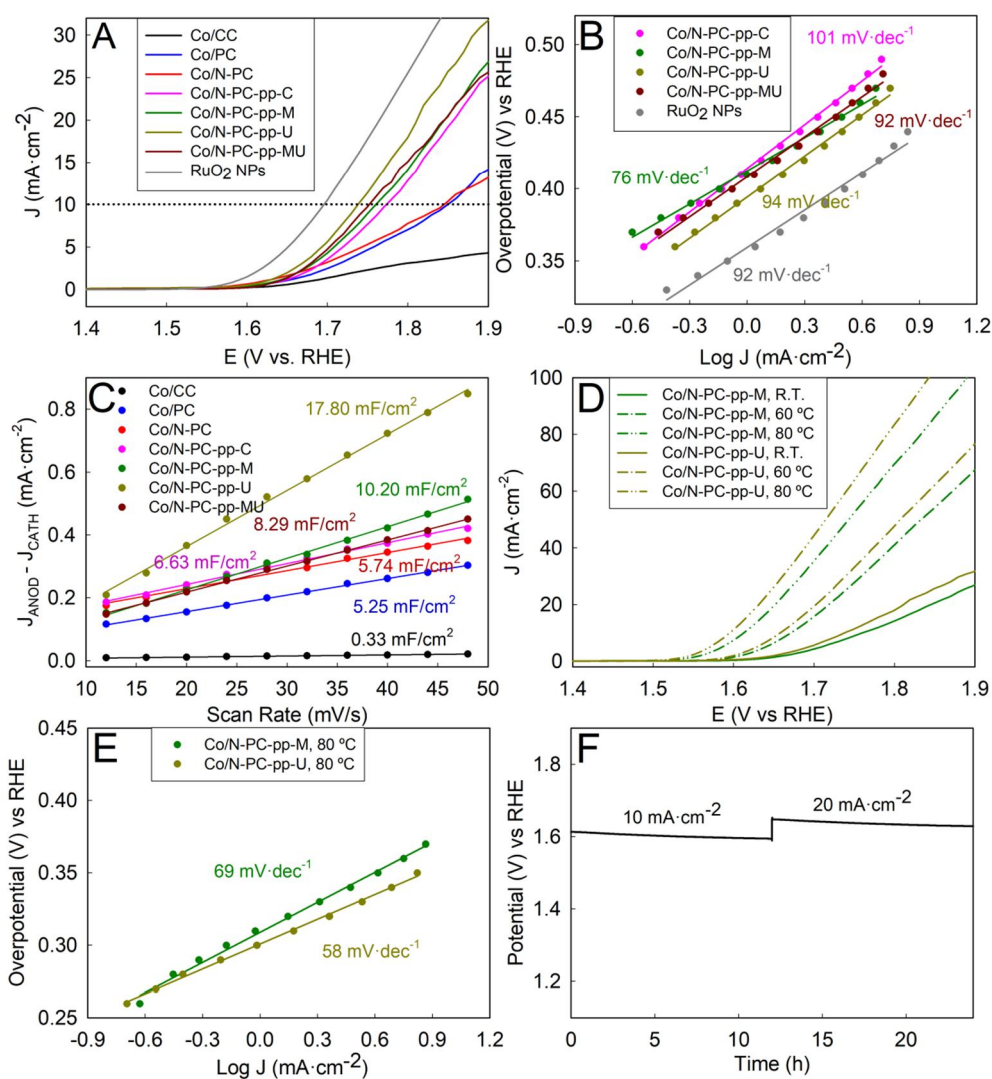 A
J (mA·cm-2)
30
25
20
15
10
5
0
Co/CC
Co/PC
Co/N-PC
Co/N-PC-pp-C
Co/N-PC-pp-M
Co/N-PC-pp-U
Co/N-PC-pp-MU
RuO2 NPs
1.4 1.5 1.6 1.7 1.8 1.9
E (V vs. RHE)
B
Overpotential (V) vs RHE
0.50
0.45
0.40
0.35
Co/N-PC-pp-C
Co/N-PC-pp-M
Co/N-PC-pp-U
Co/N-PC-pp-MU
RuO2 NPs
101 mV·dec-1
92 mV·dec-1
76 mV·dec-1
94 mV·dec-1
92 mV·dec-1
-0.9 -0.6 -0.3 0.0 0.3 0.6 0.9 1.2
Log J (mA·cm-2)
C
JANOD - JCATH (mA·cm-2)
0.8
0.6
0.4
0.2
0.0
Co/CC
Co/PC
Co/N-PC
Co/N-PC-pp-C
Co/N-PC-pp-M
Co/N-PC-pp-U
Co/N-PC-pp-MU
17.80 mF/cm2
10.20 mF/cm2
8.29 mF/cm2
6.63 mF/cm2
5.74 mF/cm2
5.25 mF/cm2
0.33 mF/cm2
10 15 20 25 30 35 40 45 50
Scan Rate (mV/s)
D
J (mA·cm-2)
100
80
60
40
20
0
Co/N-PC-pp-M, R.T.
Co/N-PC-pp-M, 60 ºC
Co/N-PC-pp-M, 80 ºC
Co/N-PC-pp-U, R.T.
Co/N-PC-pp-U, 60 ºC
Co/N-PC-pp-U, 80 ºC
1.4 1.5 1.6 1.7 1.8 1.9
E (V vs RHE)
E
Overpotential (V) vs RHE
0.45
0.40
0.35
0.30
0.25
Co/N-PC-pp-M, 80 ºC
Co/N-PC-pp-U, 80 ºC
69 mV·dec-1
58 mV·dec-1
-0.9 -0.6 -0.3 0.0 0.3 0.6 0.9 1.2
Log J (mA·cm-2)
F
Potential (V) vs RHE
1.8
1.6
1.4
1.2
10 mA·cm-2
20 mA·cm-2
0 5 10 15 20
Time (h)